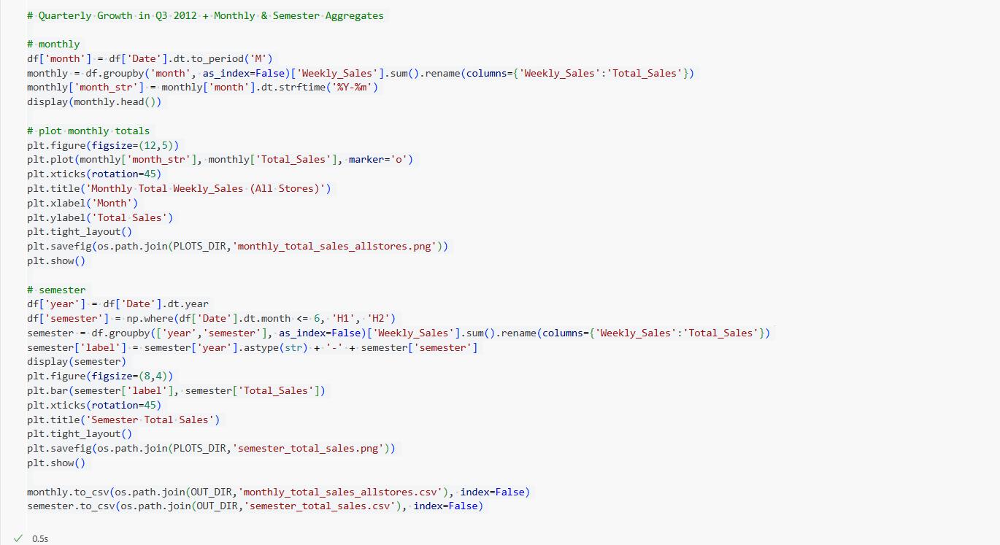 # Quarterly Growth in Q3 2012 + Monthly & Semester Aggregates
# monthly
df['month'] = df['Date'].dt.to_period('M')
monthly = df.groupby('month', as_index=False)['Weekly_Sales'].sum().rename(columns={'Weekly_Sales':'Total_Sales'})
monthly['month_str'] = monthly['month'].dt.strftime('%Y-%m')
display(monthly.head())
# plot monthly totals
plt.figure(figsize=(12,5))
plt.plot(monthly['month_str'], monthly['Total_Sales'], marker='o')
plt.xticks(rotation=45)
plt.title('Monthly Total Weekly_Sales (All Stores)')
plt.xlabel('Month')
plt.ylabel('Total Sales')
plt.tight_layout()
plt.savefig(os.path.join(PLOTS_DIR,'monthly_total_sales_allstores.png'))
plt.show()
# semester
df['year'] = df['Date'].dt.year
df['semester'] = np.where(df['Date'].dt.month <= 6, 'H1', 'H2')
semester = df.groupby(['year','semester'], as_index=False)['Weekly_Sales'].sum().rename(columns={'Weekly_Sales':'Total_Sales'})
semester['label'] = semester['year'].astype(str) + '-' + semester['semester']
display(semester)
plt.figure(figsize=(8,4))
plt.bar(semester['label'], semester['Total_Sales'])
plt.xticks(rotation=45)
plt.title('Semester Total Sales')
plt.tight_layout()
plt.savefig(os.path.join(PLOTS_DIR,'semester_total_sales.png'))
plt.show()
monthly.to_csv(os.path.join(OUT_DIR,'monthly_total_sales_allstores.csv'), index=False)
semester.to_csv(os.path.join(OUT_DIR,'semester_total_sales.csv'), index=False)
0.5s